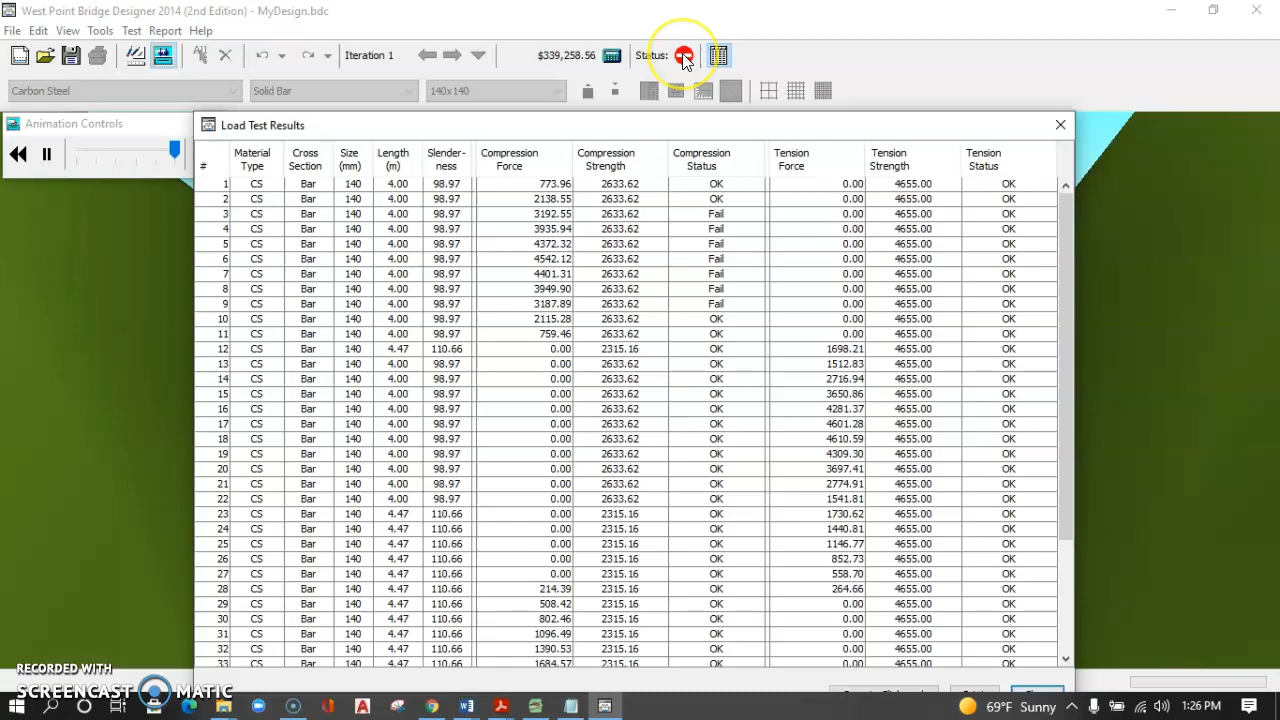 West Point Bridge Designer 2014 (2nd Edition) - MyDesign.bdc
File Edit View Tools Test Report Help
Iteration 1 $339,258.56 Status:
Carbon Steel Solid Bar 140x140
Animation Controls
Load Test Results
# Material Type Cross Section Size (mm) Length (m) Slender- ness Compression Force Compression Strength Compression Status Tension Force Tension Strength Tension Status
1 CS Bar 140 4.00 98.97 773.96 2633.62 OK 0.00 4655.00 OK
2 CS Bar 140 4.00 98.97 2138.55 2633.62 OK 0.00 4655.00 OK
3 CS Bar 140 4.00 98.97 3192.55 2633.62 Fail 0.00 4655.00 OK
4 CS Bar 140 4.00 98.97 3935.94 2633.62 Fail 0.00 4655.00 OK
5 CS Bar 140 4.00 98.97 4372.32 2633.62 Fail 0.00 4655.00 OK
6 CS Bar 140 4.00 98.97 4542.12 2633.62 Fail 0.00 4655.00 OK
7 CS Bar 140 4.00 98.97 4401.31 2633.62 Fail 0.00 4655.00 OK
8 CS Bar 140 4.00 98.97 3949.90 2633.62 Fail 0.00 4655.00 OK
9 CS Bar 140 4.00 98.97 3187.89 2633.62 Fail 0.00 4655.00 OK
10 CS Bar 140 4.00 98.97 2115.28 2633.62 OK 0.00 4655.00 OK
11 CS Bar 140 4.00 98.97 759.46 2633.62 OK 0.00 4655.00 OK
12 CS Bar 140 4.47 110.66 0.00 2315.16 OK 1698.21 4655.00 OK
13 CS Bar 140 4.00 98.97 0.00 2633.62 OK 1512.83 4655.00 OK
14 CS Bar 140 4.00 98.97 0.00 2633.62 OK 2716.94 4655.00 OK
15 CS Bar 140 4.00 98.97 0.00 2633.62 OK 3650.86 4655.00 OK
16 CS Bar 140 4.00 98.97 0.00 2633.62 OK 4281.37 4655.00 OK
17 CS Bar 140 4.00 98.97 0.00 2633.62 OK 4601.28 4655.00 OK
18 CS Bar 140 4.00 98.97 0.00 2633.62 OK 4610.59 4655.00 OK
19 CS Bar 140 4.00 98.97 0.00 2633.62 OK 4309.30 4655.00 OK
20 CS Bar 140 4.00 98.97 0.00 2633.62 OK 3697.41 4655.00 OK
21 CS Bar 140 4.00 98.97 0.00 2633.62 OK 2774.91 4655.00 OK
22 CS Bar 140 4.00 98.97 0.00 2633.62 OK 1541.81 4655.00 OK
23 CS Bar 140 4.47 110.66 0.00 2315.16 OK 1730.62 4655.00 OK
24 CS Bar 140 4.47 110.66 0.00 2315.16 OK 1440.81 4655.00 OK
25 CS Bar 140 4.47 110.66 0.00 2315.16 OK 1146.77 4655.00 OK
26 CS Bar 140 4.47 110.66 0.00 2315.16 OK 852.73 4655.00 OK
27 CS Bar 140 4.47 110.66 0.00 2315.16 OK 558.70 4655.00 OK
28 CS Bar 140 4.47 110.66 214.39 2315.16 OK 264.66 4655.00 OK
29 CS Bar 140 4.47 110.66 508.42 2315.16 OK 0.00 4655.00 OK
30 CS Bar 140 4.47 110.66 802.46 2315.16 OK 0.00 4655.00 OK
31 CS Bar 140 4.47 110.66 1096.49 2315.16 OK 0.00 4655.00 OK
32 CS Bar 140 4.47 110.66 1390.53 2315.16 OK 0.00 4655.00 OK
33 CS Bar 140 4.47 110.66 1684.57 2315.16 OK 0.00 4655.00 OK
RECORDED WITH
SCREENCAST MATIC
69°F Sunny 1:26 PM